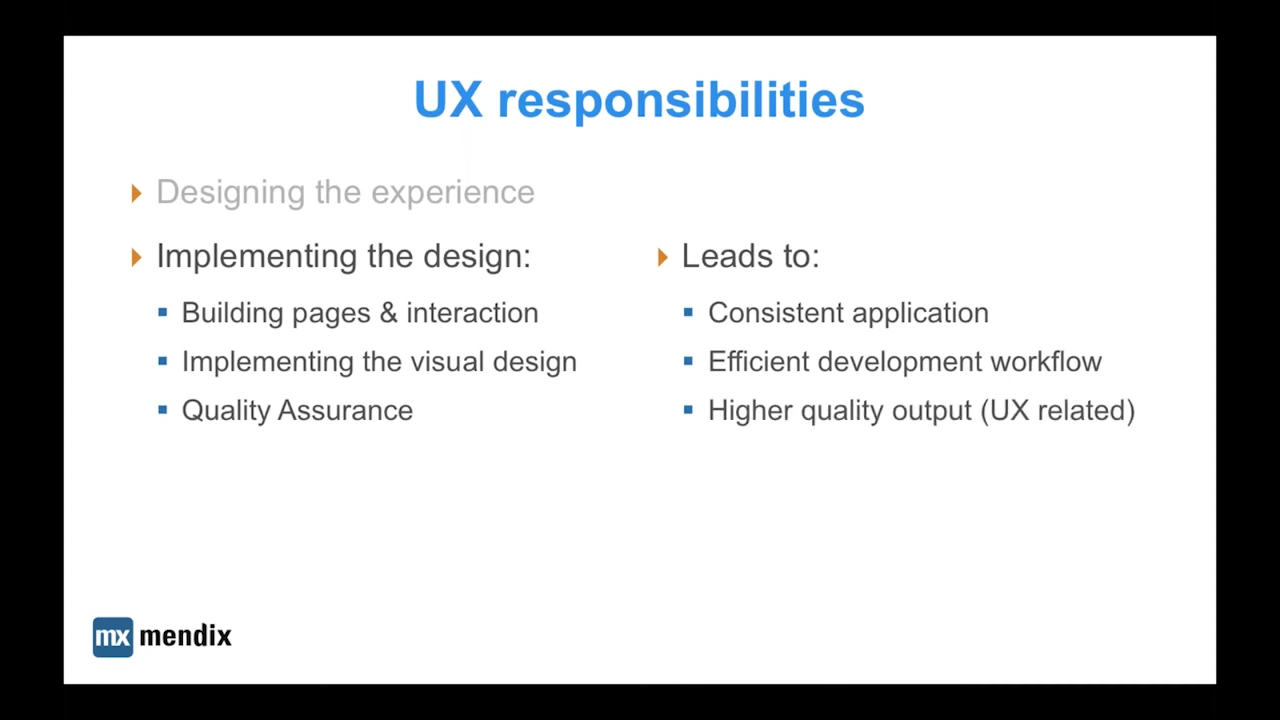 UX responsibilities
Designing the experience
Implementing the design:
Building pages & interaction
Implementing the visual design
Quality Assurance
Leads to:
Consistent application
Efficient development workflow
Higher quality output (UX related)
mx mendix